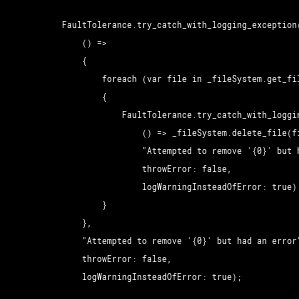 FaultTolerance.try_catch_with_logging_exception(
() =>
{
foreach (var file in _fileSystem.get_fil
{
FaultTolerance.try_catch_with_loggin
() => _fileSystem.delete_file(fi
"Attempted to remove '{0}' but h
throwError: false,
logWarningInsteadOfError: true)
}
},
"Attempted to remove '{0}' but had an error"
throwError: false,
logWarningInsteadOfError: true);